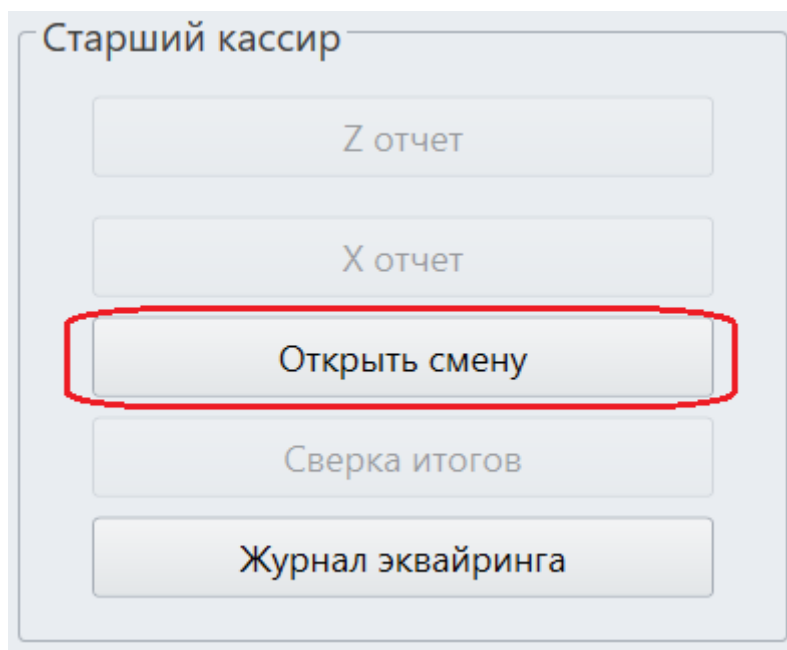 Старший кассир
Z отчет
X отчет
Открыть смену
Сверка итогов
Журнал эквайринга